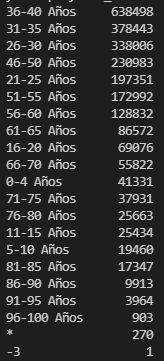 36-40 Años 638498
31-35 Años 378443
26-30 Años 338006
46-50 Años 230983
21-25 Años 197351
51-55 Años 172992
56-60 Años 128832
61-65 Años 86572
16-20 Años 69076
66-70 Años 55822
0-4 Años 41331
71-75 Años 37931
76-80 Años 25663
11-15 Años 25434
5-10 Años 19460
81-85 Años 17347
86-90 Años 9913
91-95 Años 3964
96-100 Años 903
* 270
-3 1